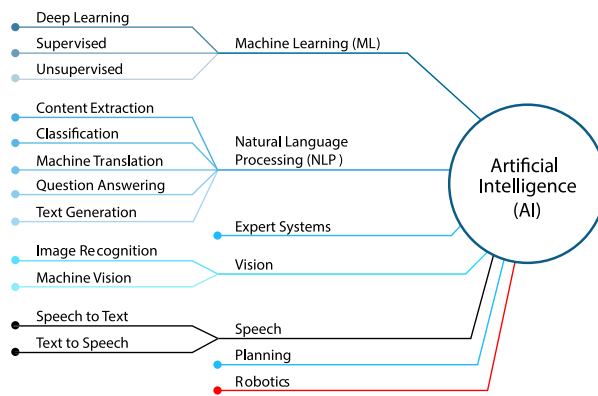 Deep Learning
Supervised
Unsupervised
Machine Learning (ML)
Content Extraction
Classification
Machine Translation
Question Answering
Text Generation
Natural Language
Processing (NLP)
Expert Systems
Image Recognition
Machine Vision
Vision
Speech to Text
Text to Speech
Speech
Planning
Robotics
Artificial
Intelligence
(AI)